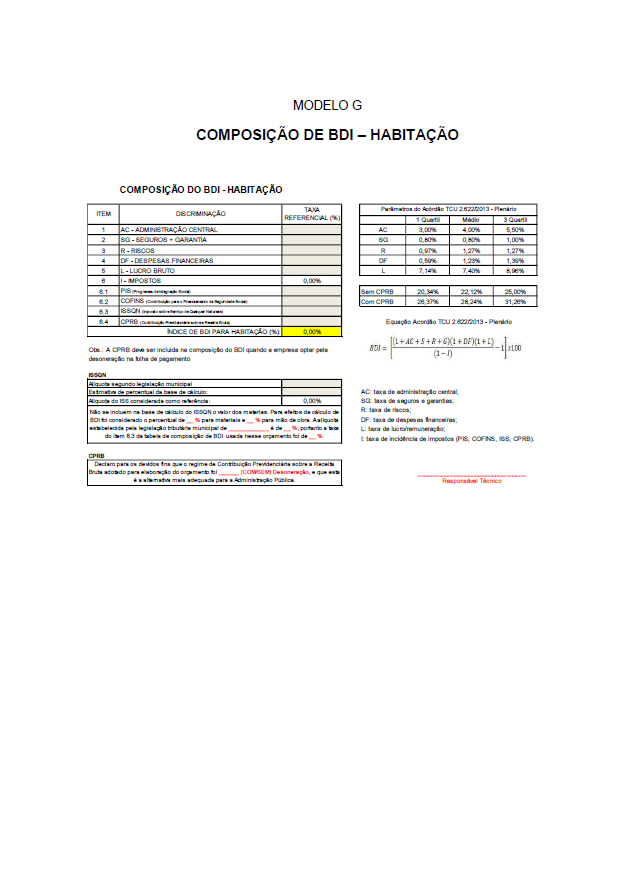 MODELO G
COMPOSIÇÃO DE BDI – HABITAÇÃO
COMPOSIÇÃO DO BDI - HABITAÇÃO
ITEM DISCRIMINAÇÃO TAXA REFERENCIAL (%)
1 AC - ADMINISTRAÇÃO CENTRAL
2 SG - SEGUROS + GARANTIA
3 R - RISCOS
4 DF - DESPESAS FINANCEIRAS
5 L - LUCRO BRUTO
6 I - IMPOSTOS 0,00%
6.1 PIS (Programas de Integração Social)
6.2 COFINS (Contribuição para o Financiamento da Seguridade Social)
6.3 ISSQN (Imposto sobre Serviço de Qualquer Natureza)
6.4 CPRB (Contribuição Previdenciária sobre a Receita Bruta)
ÍNDICE DE BDI PARA HABITAÇÃO (%): 0,00%
Obs.: A CPRB deve ser incluída na composição do BDI quando a empresa optar pela
desoneração na folha de pagamento
ISSQN
Alíquota segundo legislação municipal
Estimativa de percentual da base de cálculo:
Alíquota do ISS considerada como referência: 0,00%
Não se incluem na base de cálculo do ISSQN o valor dos materias. Para efeitos de cálculo de
BDI foi considerado o percentual de __ % para materiais e __ % para mão de obra. A alíquota
estabelecida pela legislação tributária municipal de ____________ é de __ %, portanto a taxa
do item 6.3 da tabela de composição de BDI usada nesse orçamento foi de __ %.
CPRB
Declaro para os devidos fins que o regime de Contribuição Previdenciária sobre a Receita
Bruta adotado para elaboração do orçamento foi ______ (COM/SEM) Desoneração, e que esta
é a alternativa mais adequada para a Administração Pública.
Parâmetros do Acórdão TCU 2.622/2013 - Plenário
1 Quartil Médio 3 Quartil
AC 3,00% 4,00% 5,50%
SG 0,80% 0,80% 1,00%
R 0,97% 1,27% 1,27%
DF 0,59% 1,23% 1,39%
L 7,14% 7,40% 8,96%
Sem CPRB 20,34% 22,12% 25,00%
Com CPRB 26,37% 28,24% 31,26%
Equação Acórdão TCU 2.622/2013 - Plenário
BDI = [(1 + AC + S + R + G)(1 + DF)(1 + L) / (1 − I) − 1] x100
AC: taxa de administração central;
SG: taxa de seguros e garantias;
R: taxa de riscos;
DF: taxa de despesas financeiras;
L: taxa de lucro/remuneração;
I: taxa de incidência de impostos (PIS, COFINS, ISS, CPRB).
Responsável Técnico